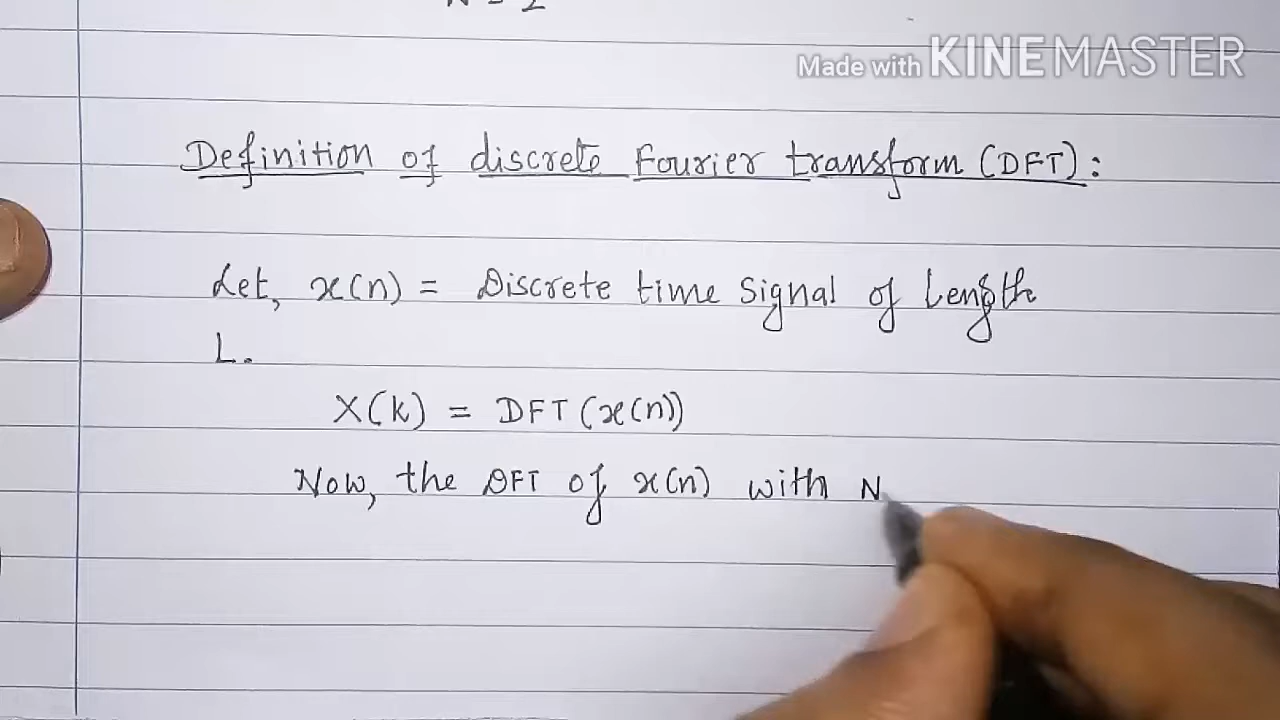 Made with KINEMASTER
Definition of discrete Fourier transform (DFT) :
Let, x(n) = Discrete time signal of Length
L.
X(k) = DFT (x(n))
Now, the DFT of x(n) with N